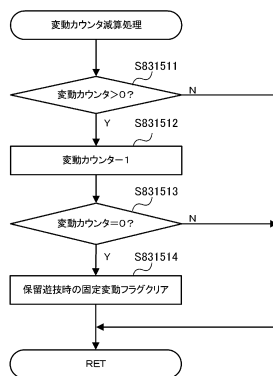 変動カウンタ減算処理
S831511
変動カウンタ>0?
N
Y
S831512
変動カウンター1
S831513
変動カウンタ=0?
N
Y
S831514
保留遊技時の固定変動フラグクリア
RET